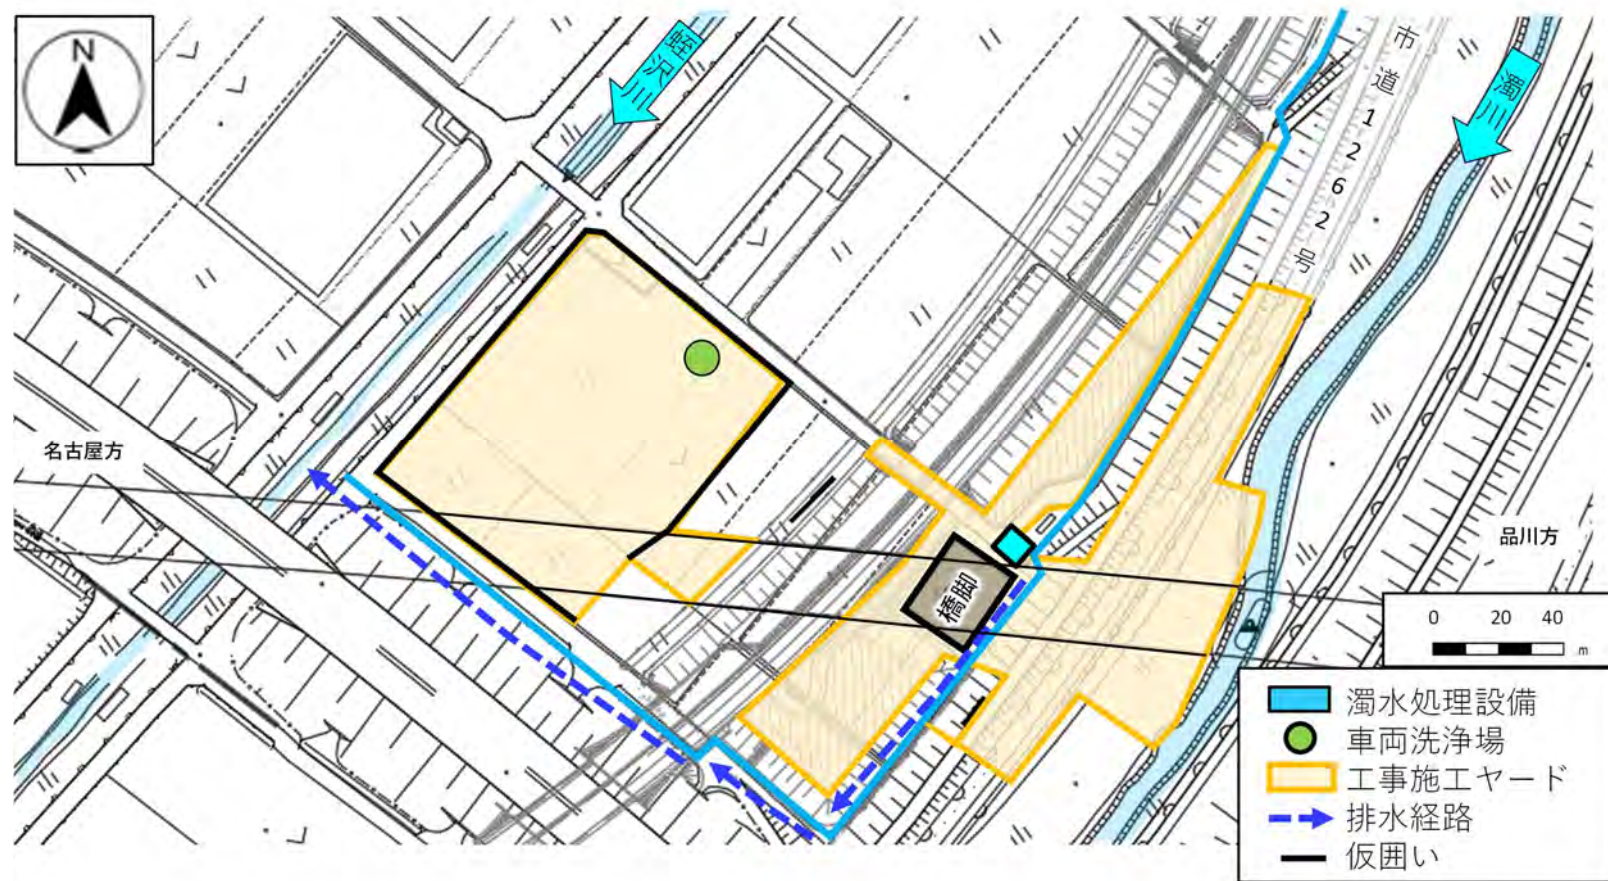 N
蛭沢川
濁川
市道1262号
名古屋方
品川方
橋脚
P
0 20 40 m
濁水処理設備
車両洗浄場
工事施工ヤード
排水経路
仮囲い